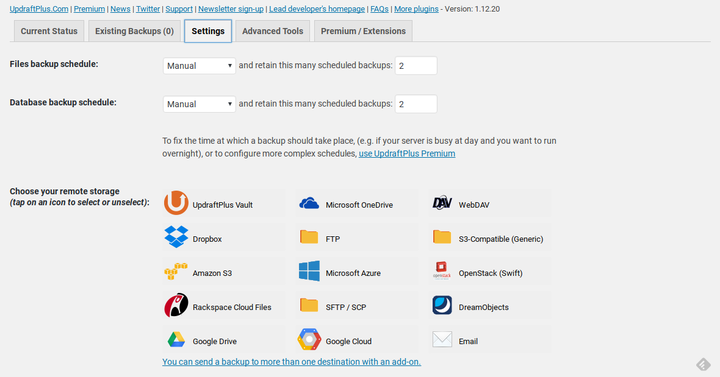 UpdraftPlus.Com | Premium | News | Twitter | Support | Newsletter sign-up | Lead developer's homepage | FAQs | More plugins - Version: 1.12.20
Current Status Existing Backups (0) Settings Advanced Tools Premium / Extensions
Files backup schedule: Manual and retain this many scheduled backups: 2
Database backup schedule: Manual and retain this many scheduled backups: 2
To fix the time at which a backup should take place, (e.g. if your server is busy at day and you want to run
overnight), or to configure more complex schedules, use UpdraftPlus Premium
Choose your remote storage
(tap on an icon to select or unselect):
UpdraftPlus Vault Microsoft OneDrive DAV WebDAV
Dropbox FTP S3-Compatible (Generic)
Amazon S3 Microsoft Azure openstack OpenStack (Swift)
Rackspace Cloud Files SFTP / SCP DreamObjects
Google Drive Google Cloud Email
You can send a backup to more than one destination with an add-on.